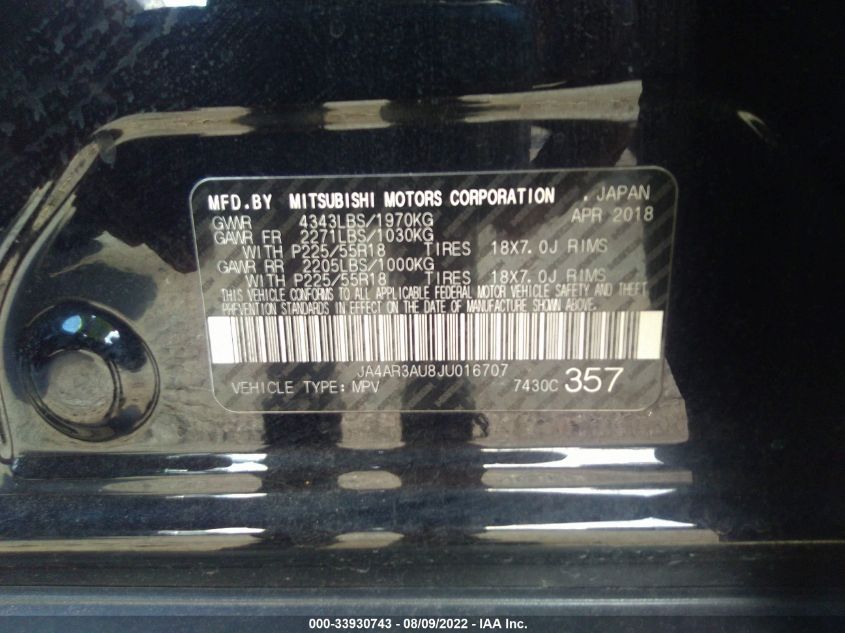 MFD.BY MITSUBISHI MOTORS CORPORATION . JAPAN
APR 2018
GVWR 4343LBS/1970KG
GAWR FR 2271LBS/1030KG
WITH P225/55R18 TIRES 18X7.0J RIMS
GAWR RR 2205LBS/1000KG
WITH P225/55R18 TIRES 18X7.0J RIMS
THIS VEHICLE CONFORMS TO ALL APPLICABLE FEDERAL MOTOR VEHICLE SAFETY AND THEFT
PREVENTION STANDARDS IN EFFECT ON THE DATE OF MANUFACTURE SHOWN ABOVE.
JA4AR3AU8JU016707
VEHICLE TYPE: MPV 7430C 357
000-33930743 - 08/09/2022 - IAA Inc.